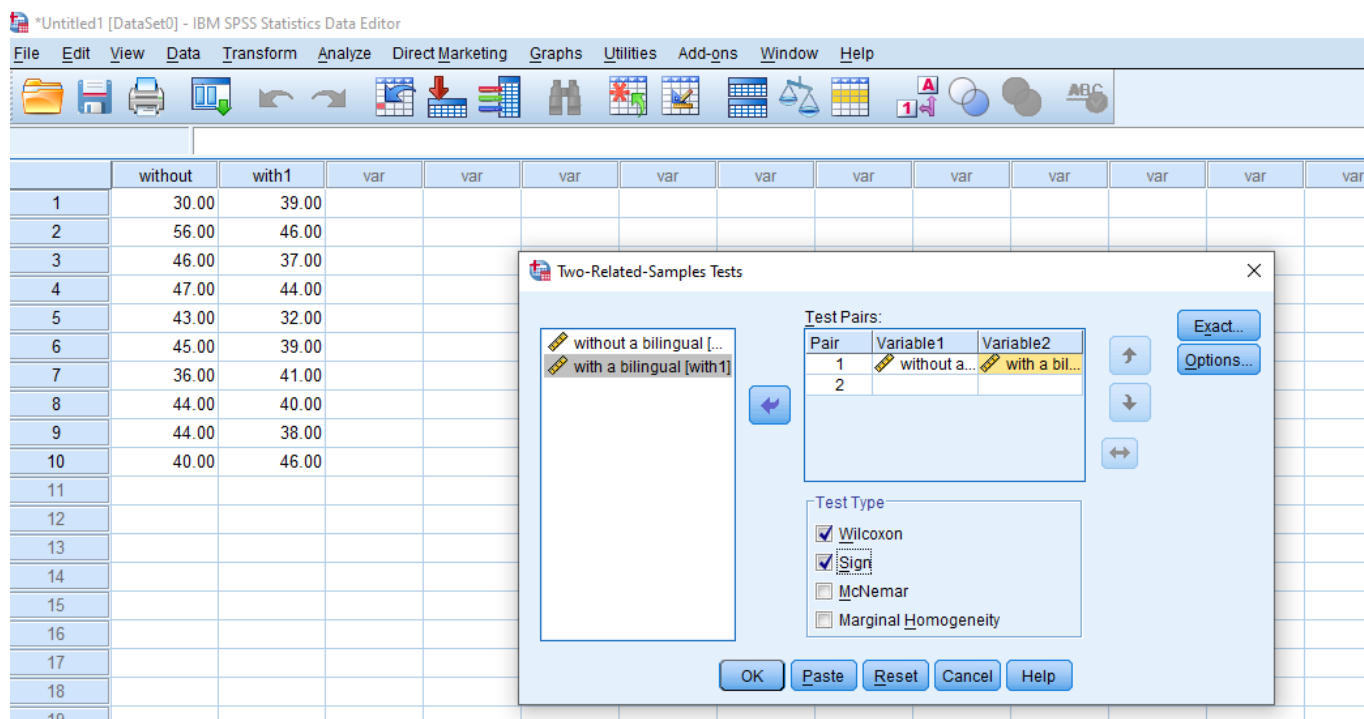 *Untitled1 [DataSet0] - IBM SPSS Statistics Data Editor
File Edit View Data Transform Analyze Direct Marketing Graphs Utilities Add-ons Window Help
A
1
ABC
without with1 var var var var var var var var var var var
1 30.00 39.00
2 56.00 46.00
3 46.00 37.00
4 47.00 44.00
5 43.00 32.00
6 45.00 39.00
7 36.00 41.00
8 44.00 40.00
9 44.00 38.00
10 40.00 46.00
11
12
13
14
15
16
17
18
19
Two-Related-Samples Tests
without a bilingual [...
with a bilingual [with1]
Test Pairs:
Pair Variable1 Variable2
1 without a... with a bil...
2
Exact...
Options...
Test Type
Wilcoxon
Sign
McNemar
Marginal Homogeneity
OK Paste Reset Cancel Help